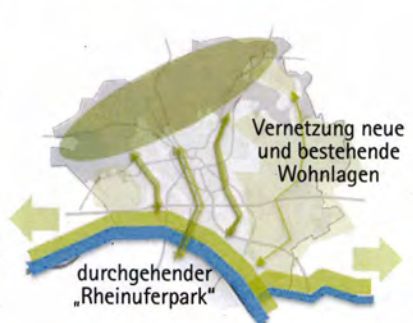 Vernetzung neue
und bestehende
Wohnlagen
durchgehender
„Rheinuferpark"